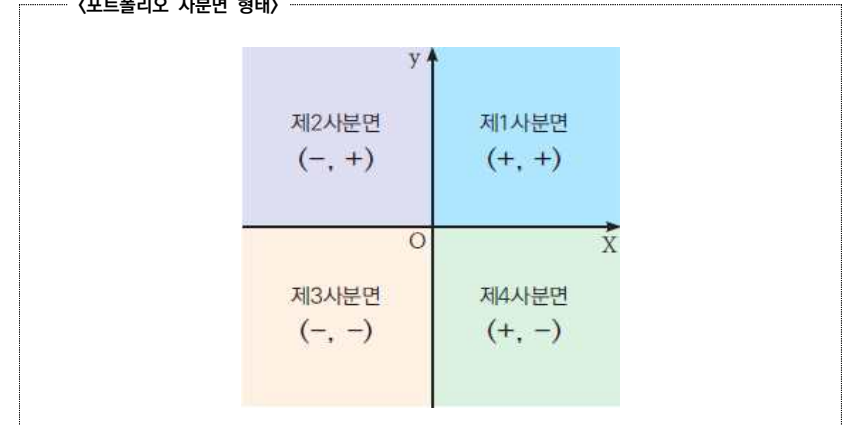 <포트폴리오 사분면 형태>
y
제2사분면
(−, +)
제1사분면
(+, +)
O
X
제3사분면
(−, −)
제4사분면
(+, −)